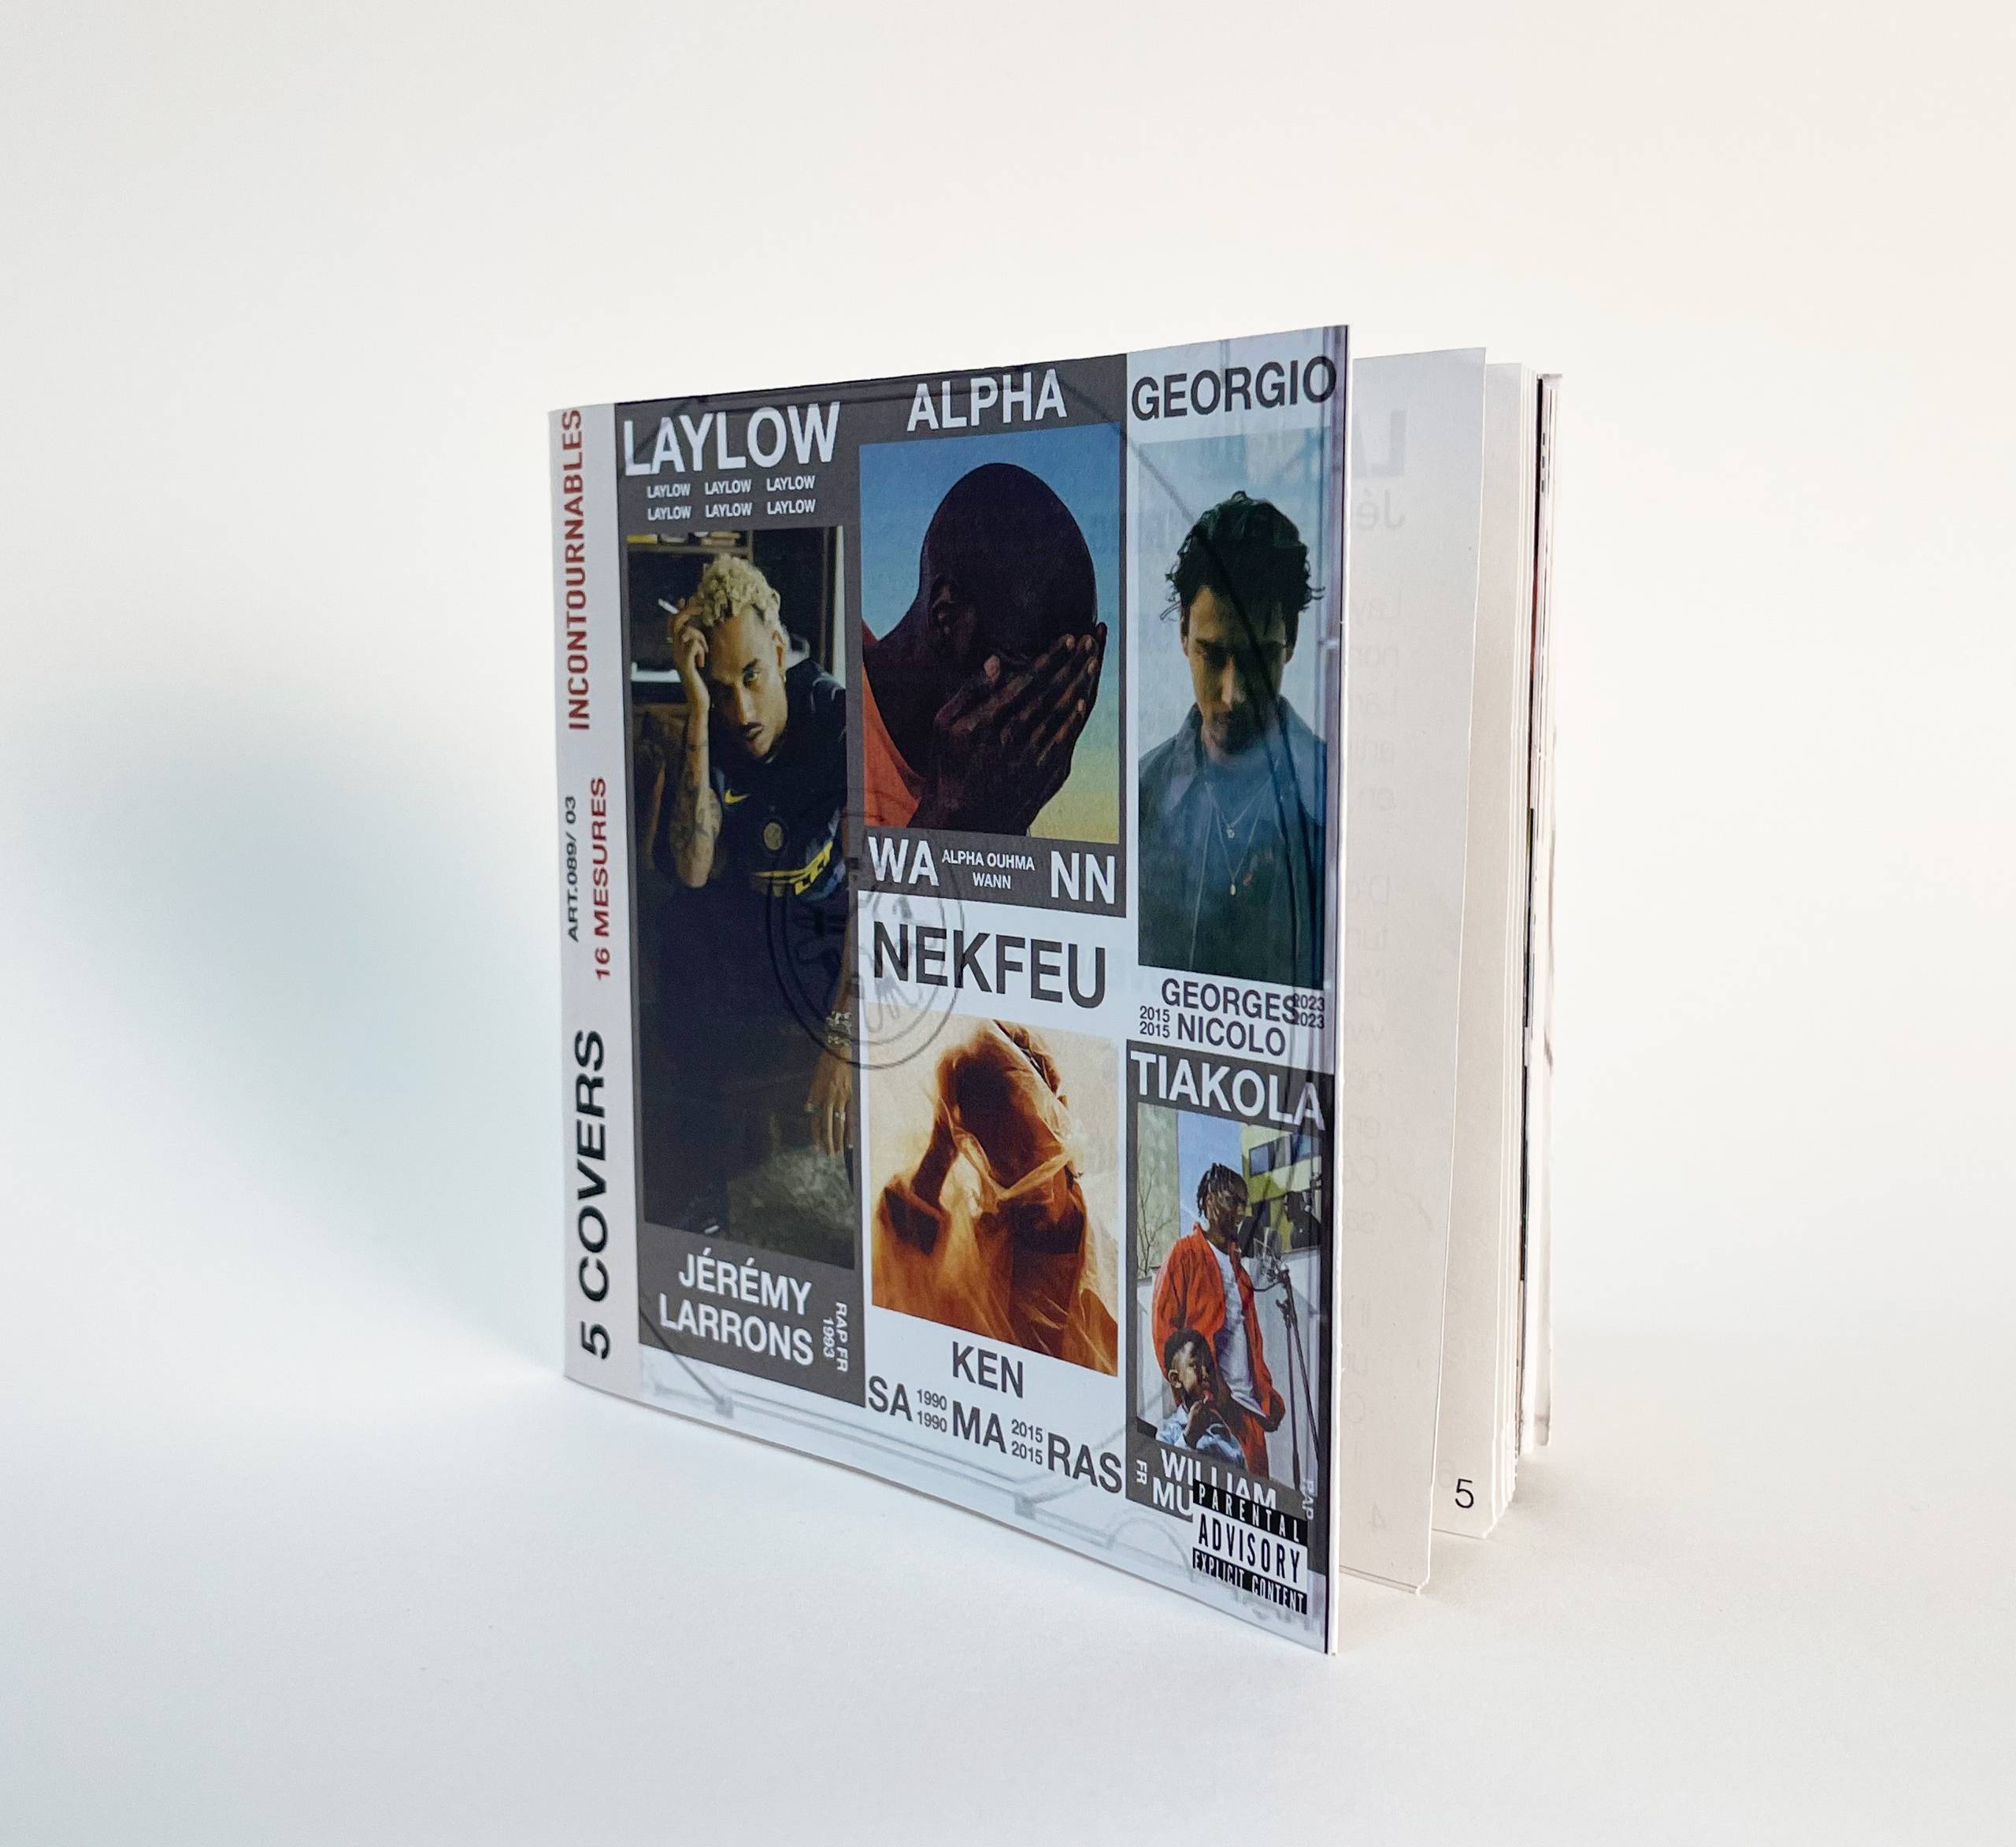 INCONTOURNABLES
ART.089/ 03
16 MESURES
5 COVERS
LAYLOW
LAYLOW LAYLOW LAYLOW
LAYLOW LAYLOW LAYLOW
JÉRÉMY
LARRONS
RAP FR
1993
ALPHA
WA ALPHA OUHMA WANN NN
NEKFEU
KEN
SA 1990 1990 MA 2015 2015 RAS
GEORGIO
GEORGES 2023
2015 2015 NICOLO 2023
TIAKOLA
FR WILLIAM RAP
MU
PARENTAL
ADVISORY
EXPLICIT CONTENT
5
4